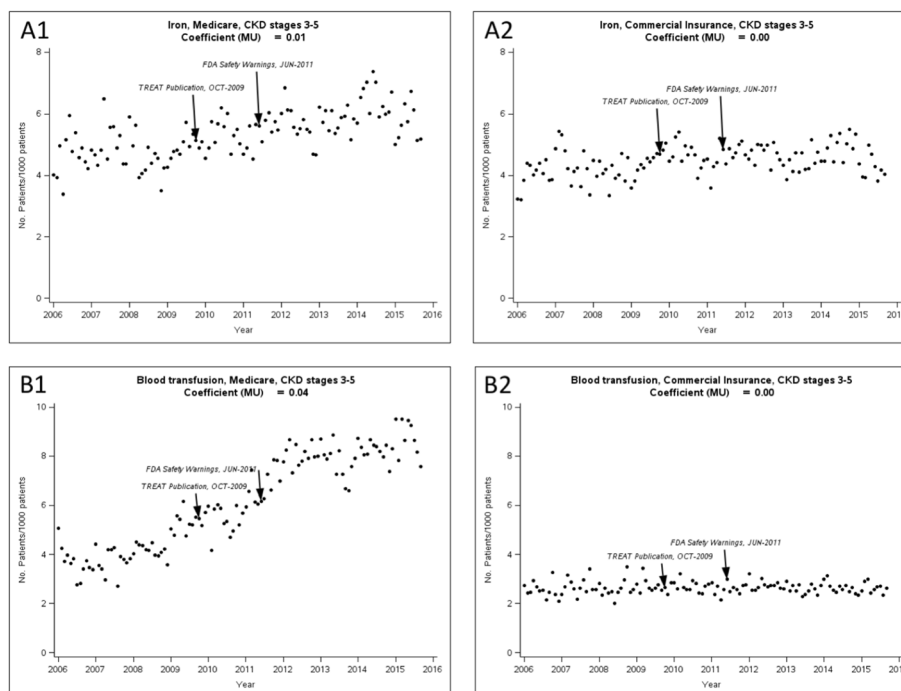 A1
Iron, Medicare, CKD stages 3-5
Coefficient (MU) = 0.01
FDA Safety Warnings, JUN-2011
TREAT Publication, OCT-2009
No. Patients/1000 patients
8
6
4
2
0
2006 2007 2008 2009 2010 2011 2012 2013 2014 2015 2016
Year
A2
Iron, Commercial Insurance, CKD stages 3-5
Coefficient (MU) = 0.00
FDA Safety Warnings, JUN-2011
TREAT Publication, OCT-2009
No. Patients/1000 patients
8
6
4
2
0
2006 2007 2008 2009 2010 2011 2012 2013 2014 2015 201
Year
B1
Blood transfusion, Medicare, CKD stages 3-5
Coefficient (MU) = 0.04
FDA Safety Warnings, JUN-2011
TREAT Publication, OCT-2009
No. Patients/1000 patients
10
8
6
4
2
0
2006 2007 2008 2009 2010 2011 2012 2013 2014 2015 2016
Year
B2
Blood transfusion, Commercial Insurance, CKD stages 3-5
Coefficient (MU) = 0.00
FDA Safety Warnings, JUN-2011
TREAT Publication, OCT-2009
No. Patients/1000 patients
10
8
6
4
2
0
2006 2007 2008 2009 2010 2011 2012 2013 2014 2015 201
Year